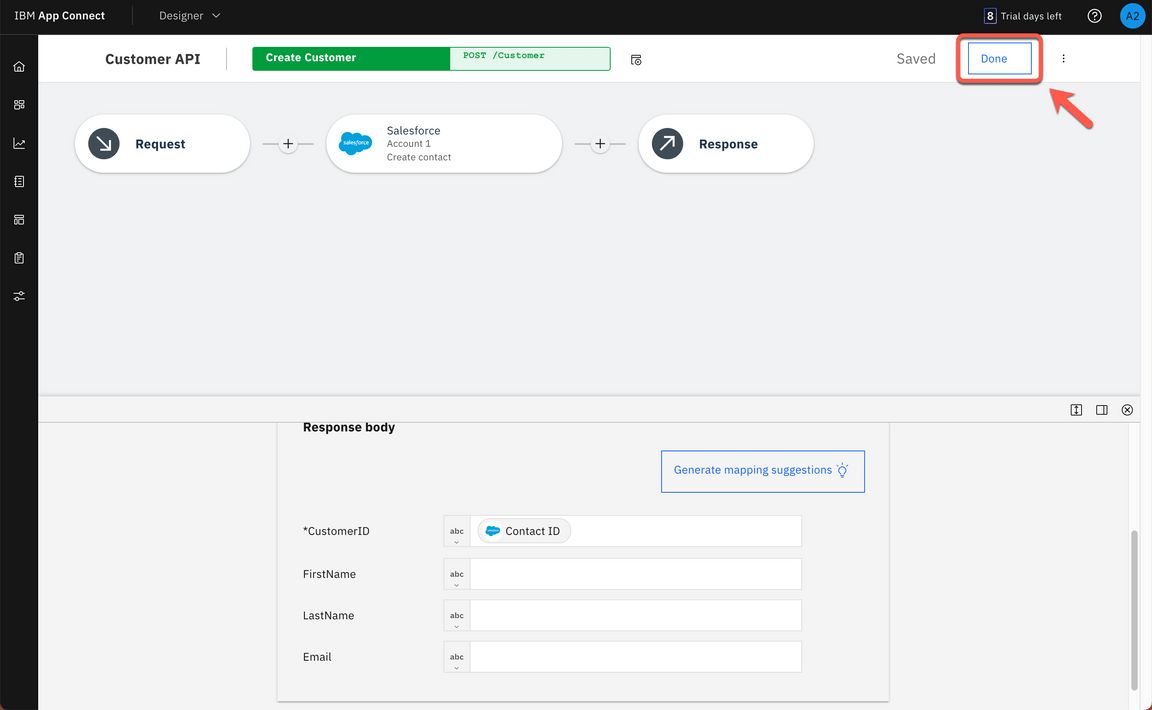 IBM App Connect
Designer
8 Trial days left
A2
Customer API
Create Customer
POST /Customer
Saved
Done
Request
salesforce
Salesforce
Account 1
Create contact
Response
Response body
Generate mapping suggestions
*CustomerID
abc
Contact ID
FirstName
abc
LastName
abc
Email
abc